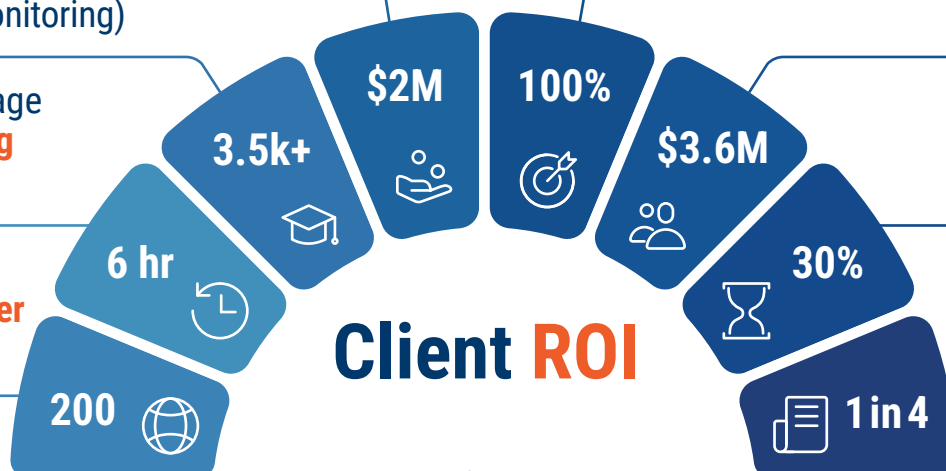 onitoring)
age
g
er
200
6 hr
3.5k+
$2M
100%
$3.6M
30%
1 in 4
Client ROI